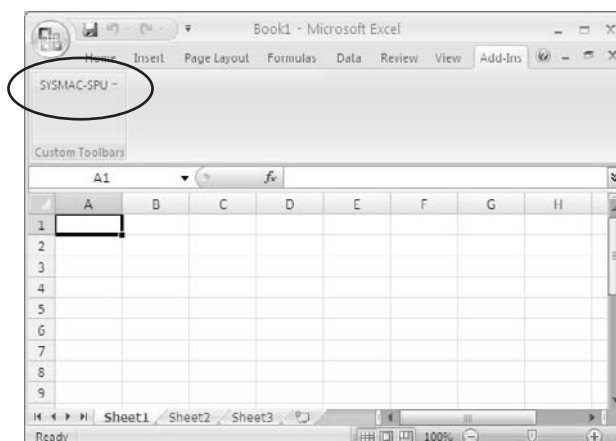 Book1 - Microsoft Excel
Home Insert Page Layout Formulas Data Review View Add-Ins
SYSMAC-SPU
Custom Toolbars
A1 fx
A B C D E F G H
1
2
3
4
5
6
7
8
9
Sheet1 Sheet2 Sheet3
Ready 100%